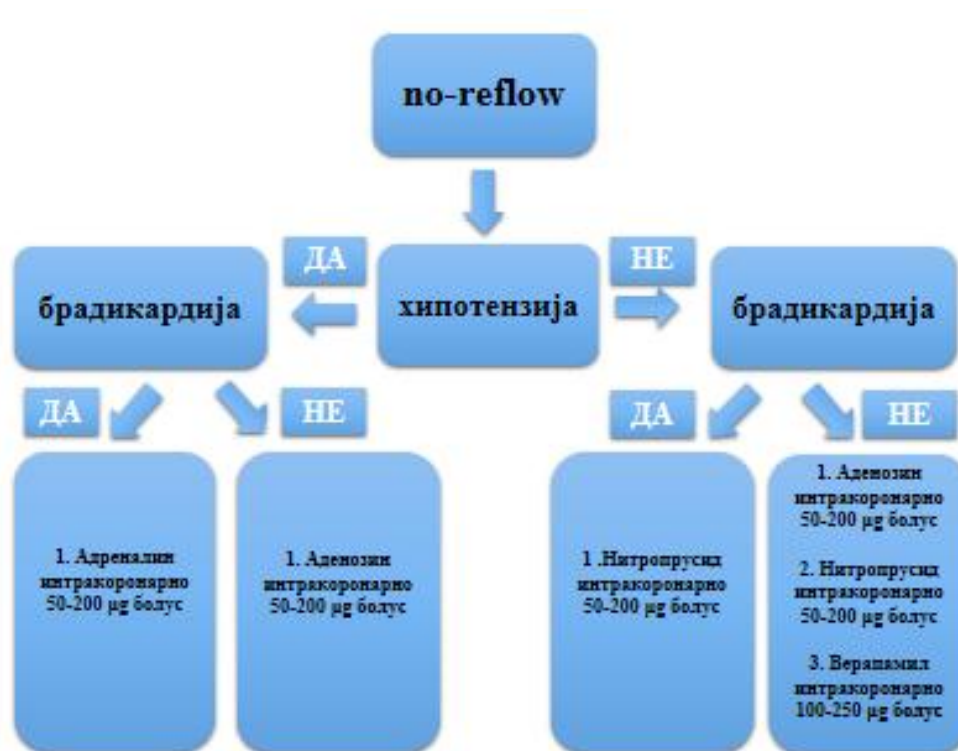 no-reflow
ДА
НЕ
брадикардија
хипотензија
брадикардија
ДА
НЕ
ДА
НЕ
1. Адреналин
интракоронарно
50-200 µg болус
1. Аденозин
интракоронарно
50-200 µg болус
1 .Нитропрусид
интракоронарно
50-200 µg болус
1. Аденозин
интракоронарно
50-200 µg болус
2. Нитропрусид
интракоронарно
50-200 µg болус
3. Верапамил
интракоронарно
100-250 µg болус